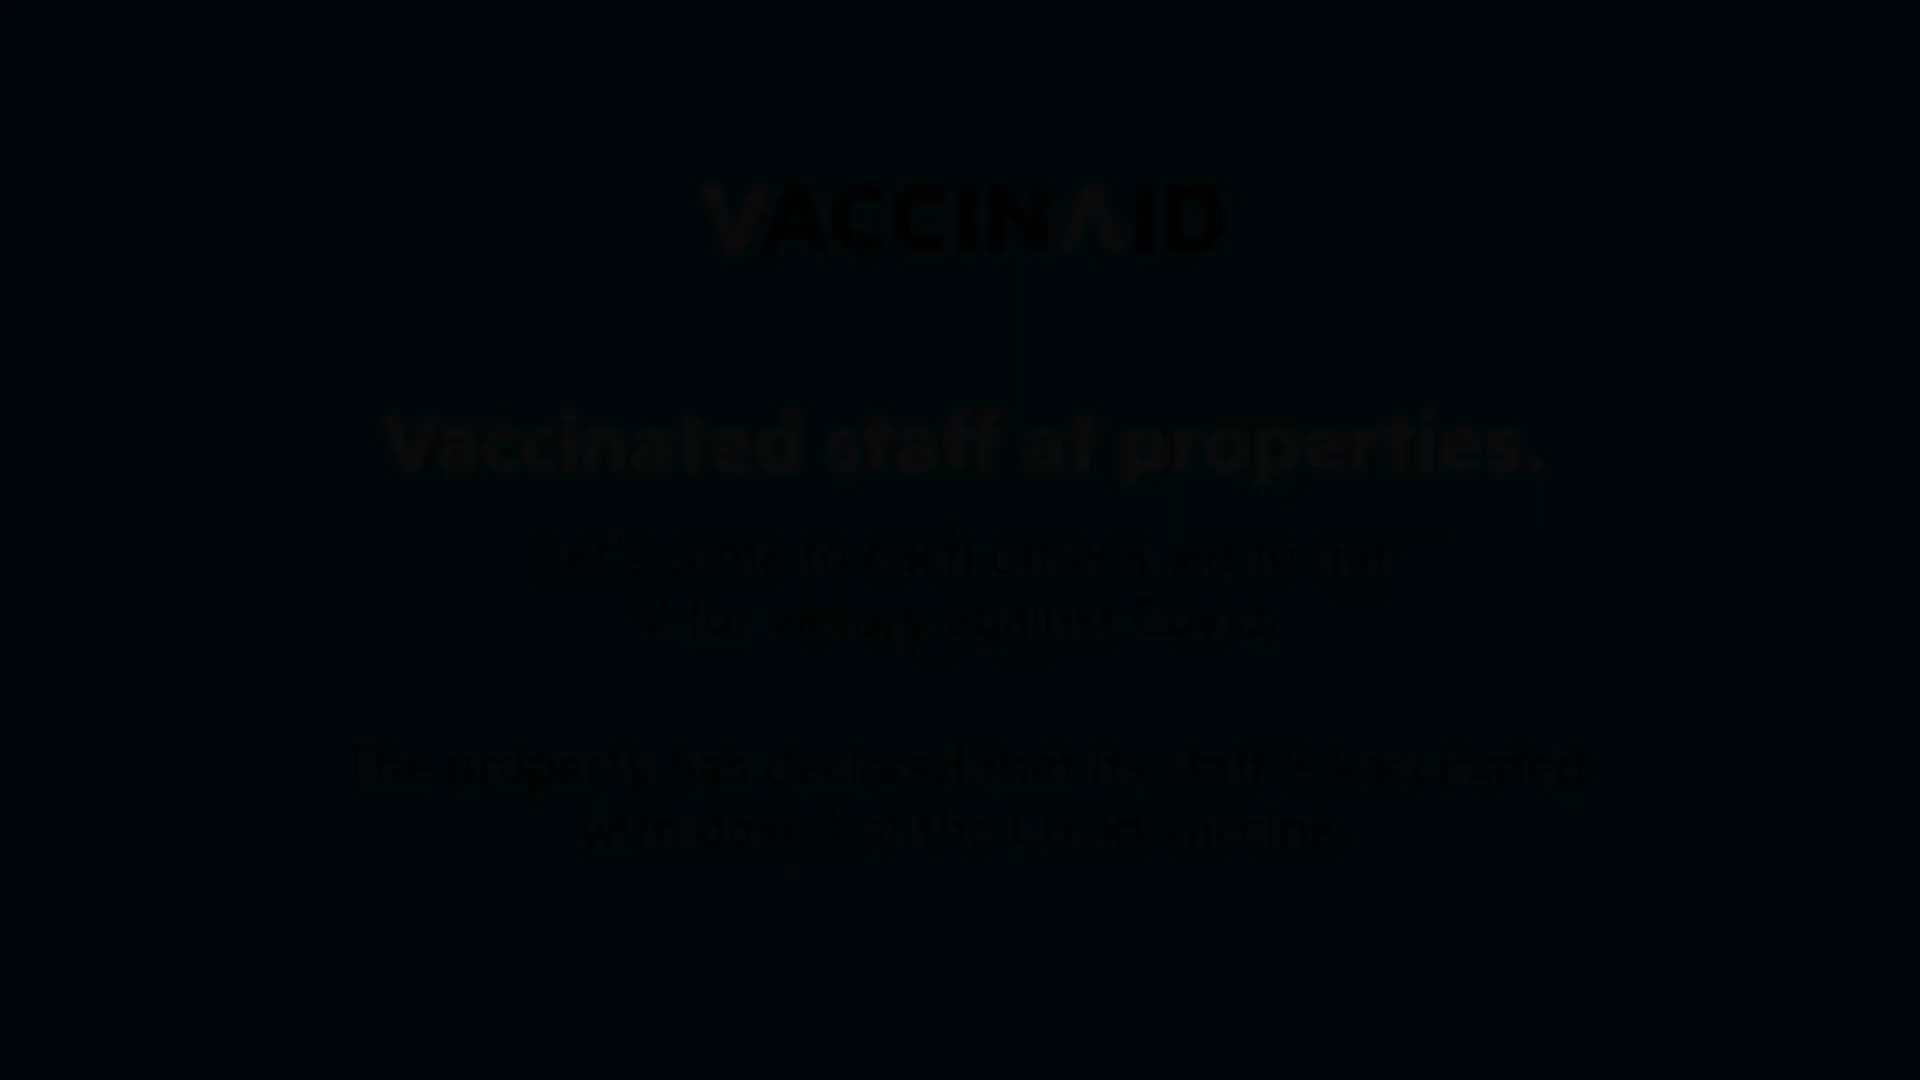 VACCINAID
Vaccinated staff at properties.
Let's come to each other's aid to get
V for victory against Covid.
The property has declared that its staff is vaccinated
with dose 1 of the Covid vaccine.